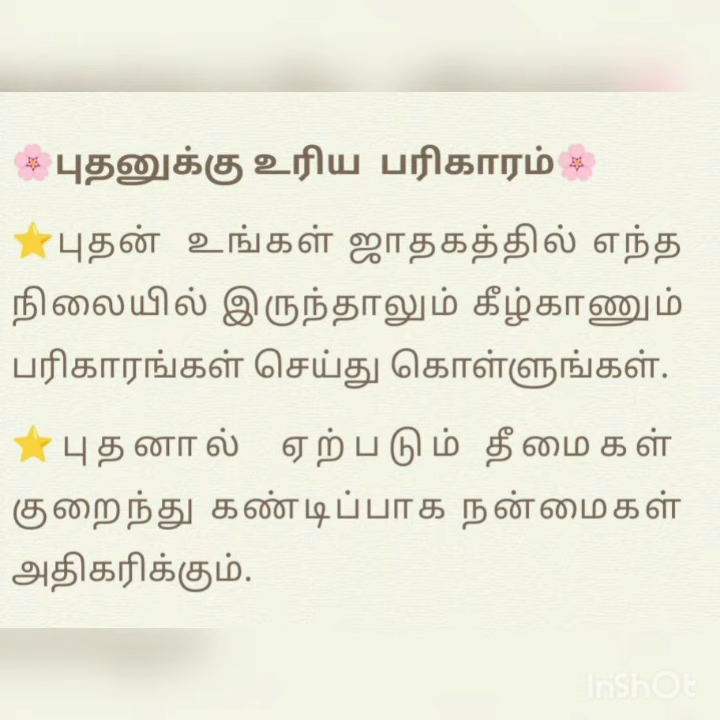 🌸புதனுக்கு உரிய பரிகாரம்🌸
⭐புதன் உங்கள் ஜாதகத்தில் எந்த
நிலையில் இருந்தாலும் கீழ்காணும்
பரிகாரங்கள் செய்து கொள்ளுங்கள்.
⭐புதனால் ஏற்படும் தீமைகள்
குறைந்து கண்டிப்பாக நன்மைகள்
அதிகரிக்கும்.
InShOt